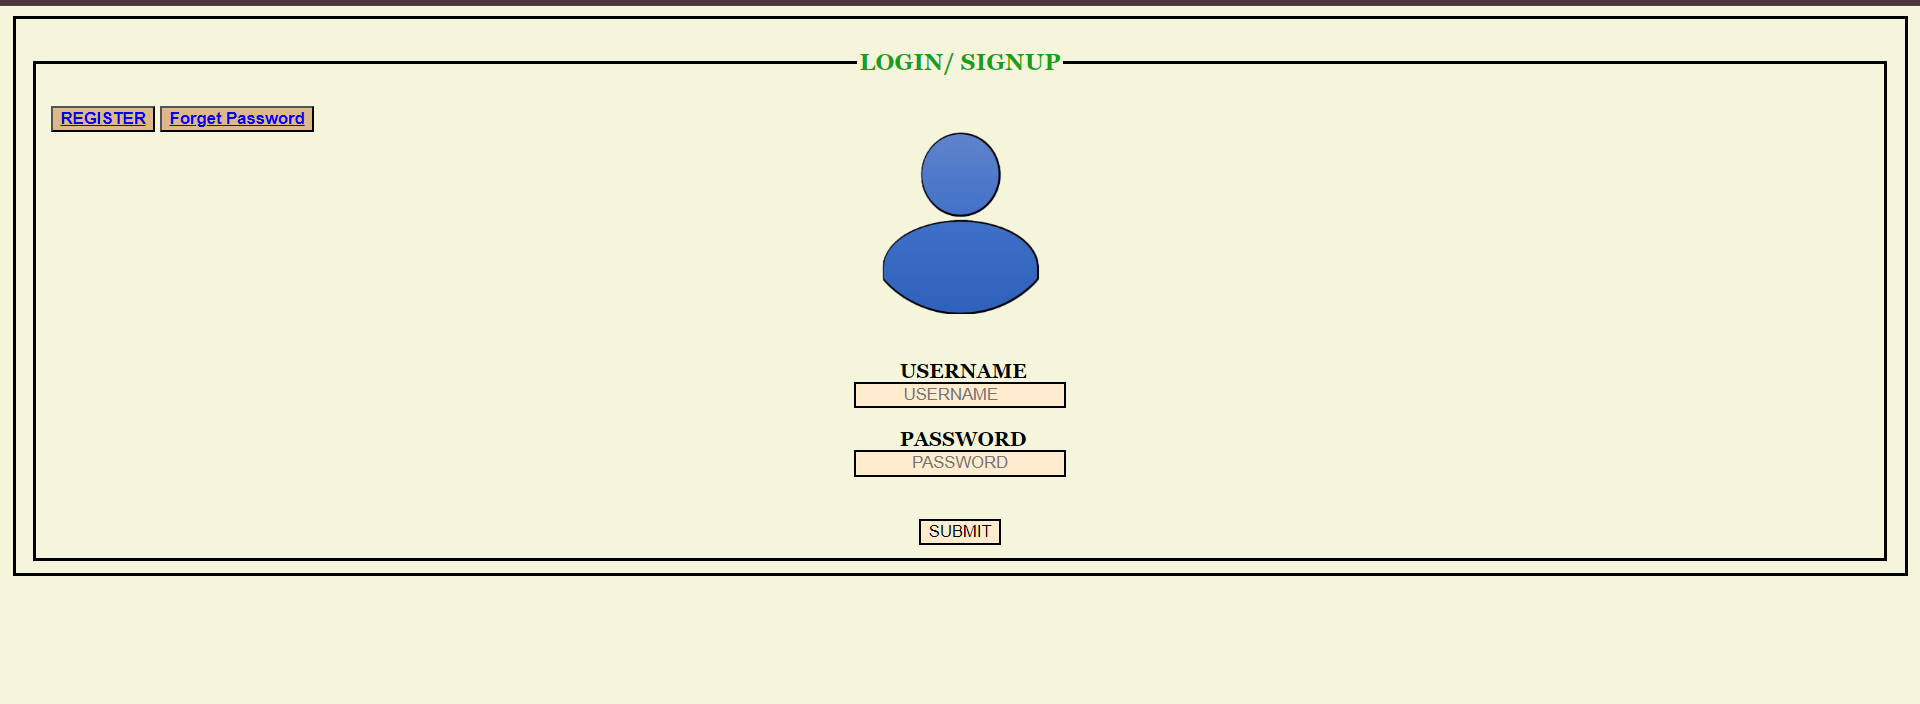 LOGIN/ SIGNUP
REGISTER Forget Password
USERNAME
USERNAME
PASSWORD
PASSWORD
SUBMIT